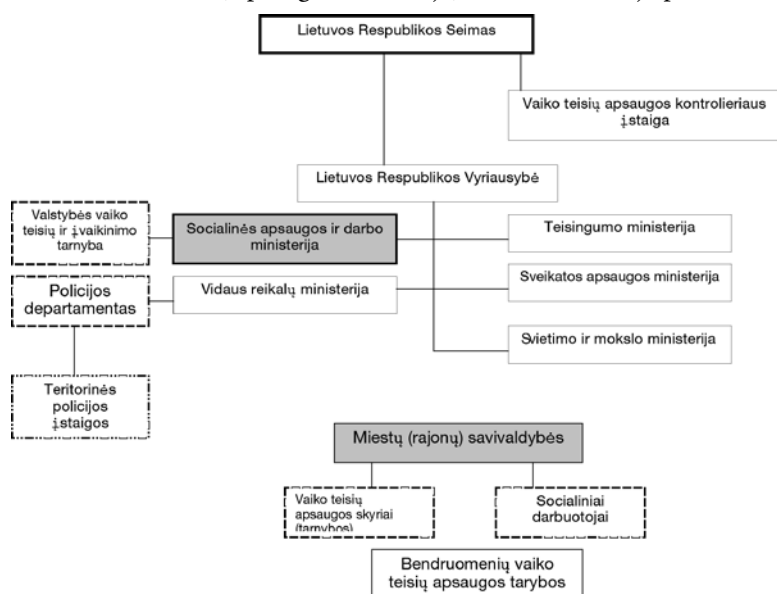 Lietuvos Respublikos Seimas
Vaiko teisių apsaugos kontrolieriaus
įstaiga
Lietuvos Respublikos Vyriausybė
Valstybės vaiko
teisių ir įvaikinimo
tarnyba
Socialinės apsaugos ir darbo
ministerija
Teisingumo ministerija
Policijos
departamentas
Vidaus reikalų ministerija
Sveikatos apsaugos ministerija
Svietimo ir mokslo ministerija
Teritorinės
policijos
įstaigos
Miestų (rajonų) savivaldybės
Vaiko teisių
apsaugos skyriai
(tarnybos)
Socialiniai
darbuotojai
Bendruomenių vaiko
teisių apsaugos tarybos